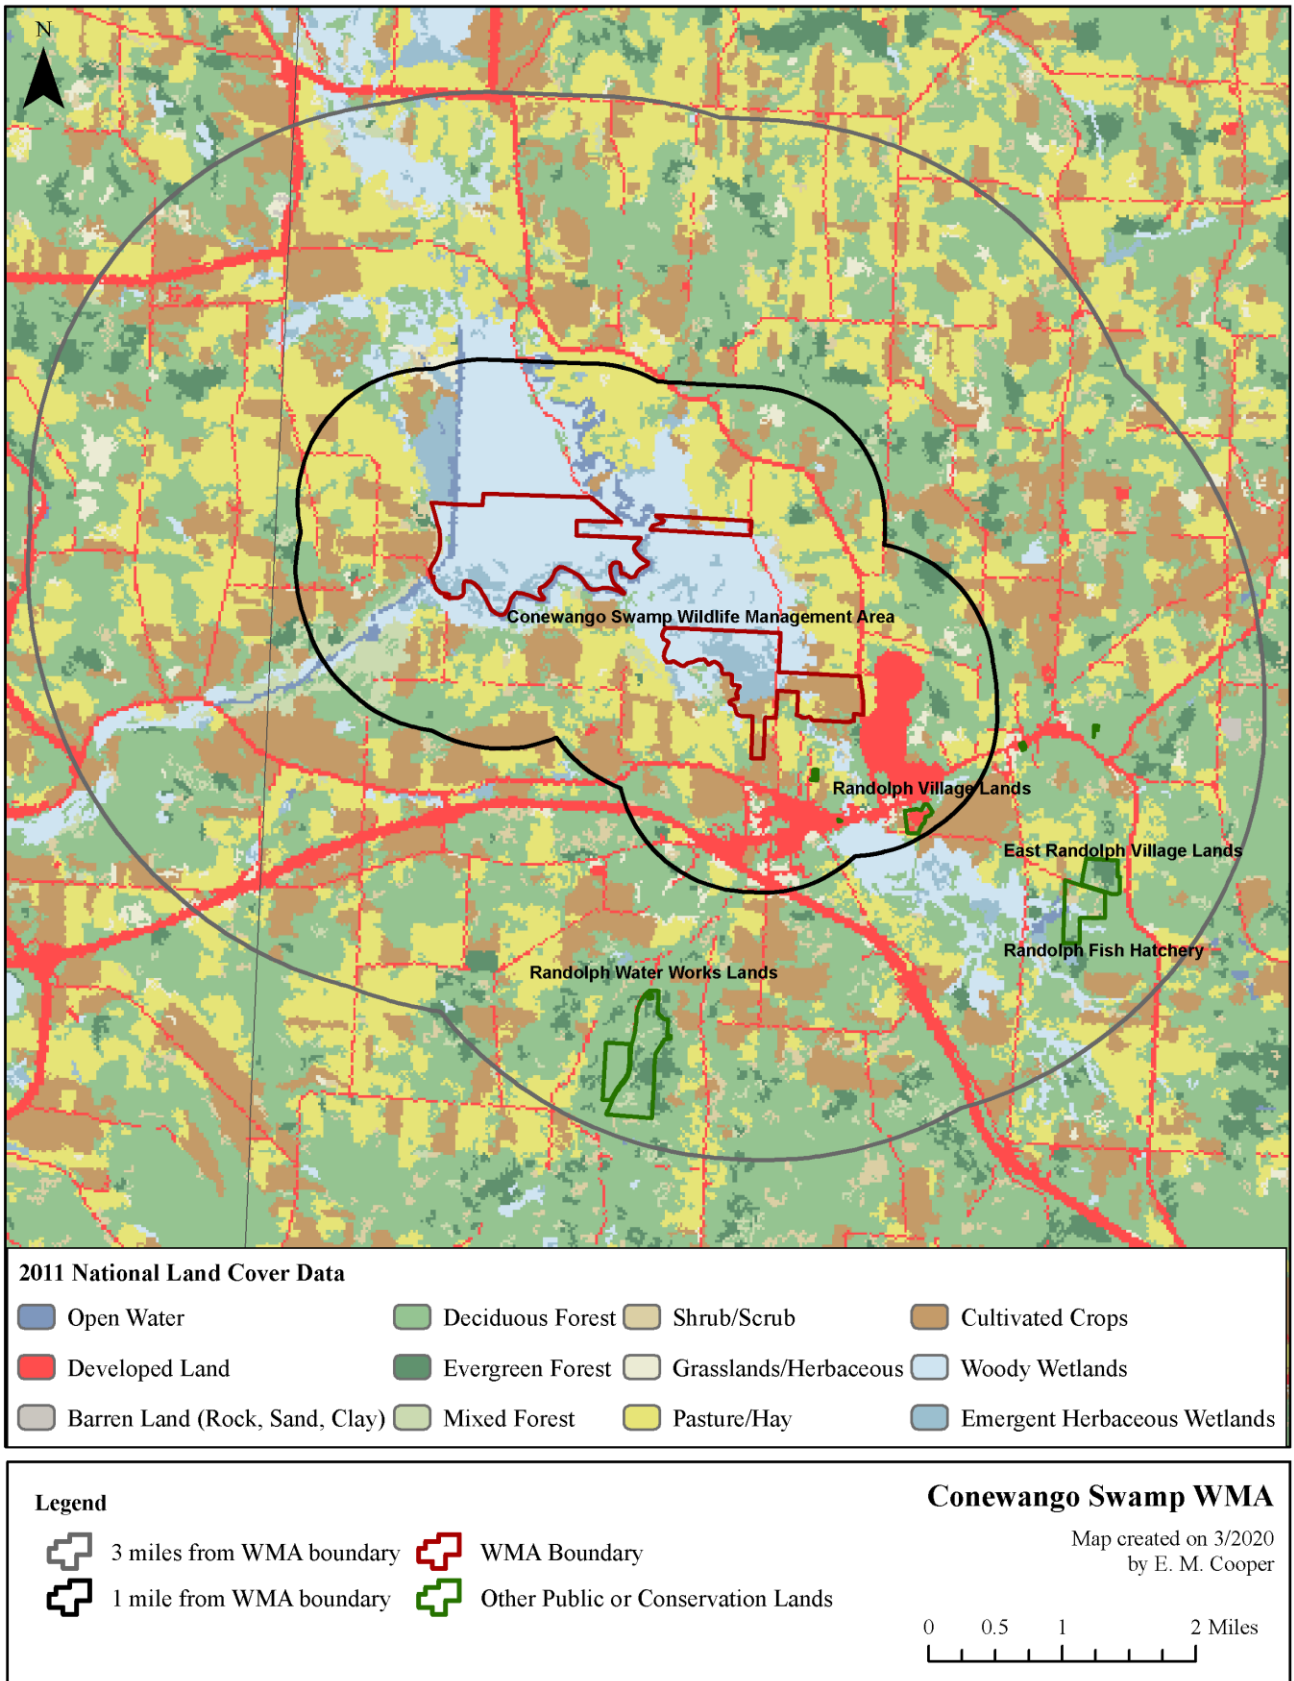 N
Conewango Swamp Wildlife Management Area
Randolph Village Lands
East Randolph Village Lands
Randolph Fish Hatchery
Randolph Water Works Lands
2011 National Land Cover Data
Open Water
Deciduous Forest
Shrub/Scrub
Cultivated Crops
Developed Land
Evergreen Forest
Grasslands/Herbaceous
Woody Wetlands
Barren Land (Rock, Sand, Clay)
Mixed Forest
Pasture/Hay
Emergent Herbaceous Wetlands
Legend
3 miles from WMA boundary
WMA Boundary
1 mile from WMA boundary
Other Public or Conservation Lands
Conewango Swamp WMA
Map created on 3/2020
by E. M. Cooper
0 0.5 1 2 Miles